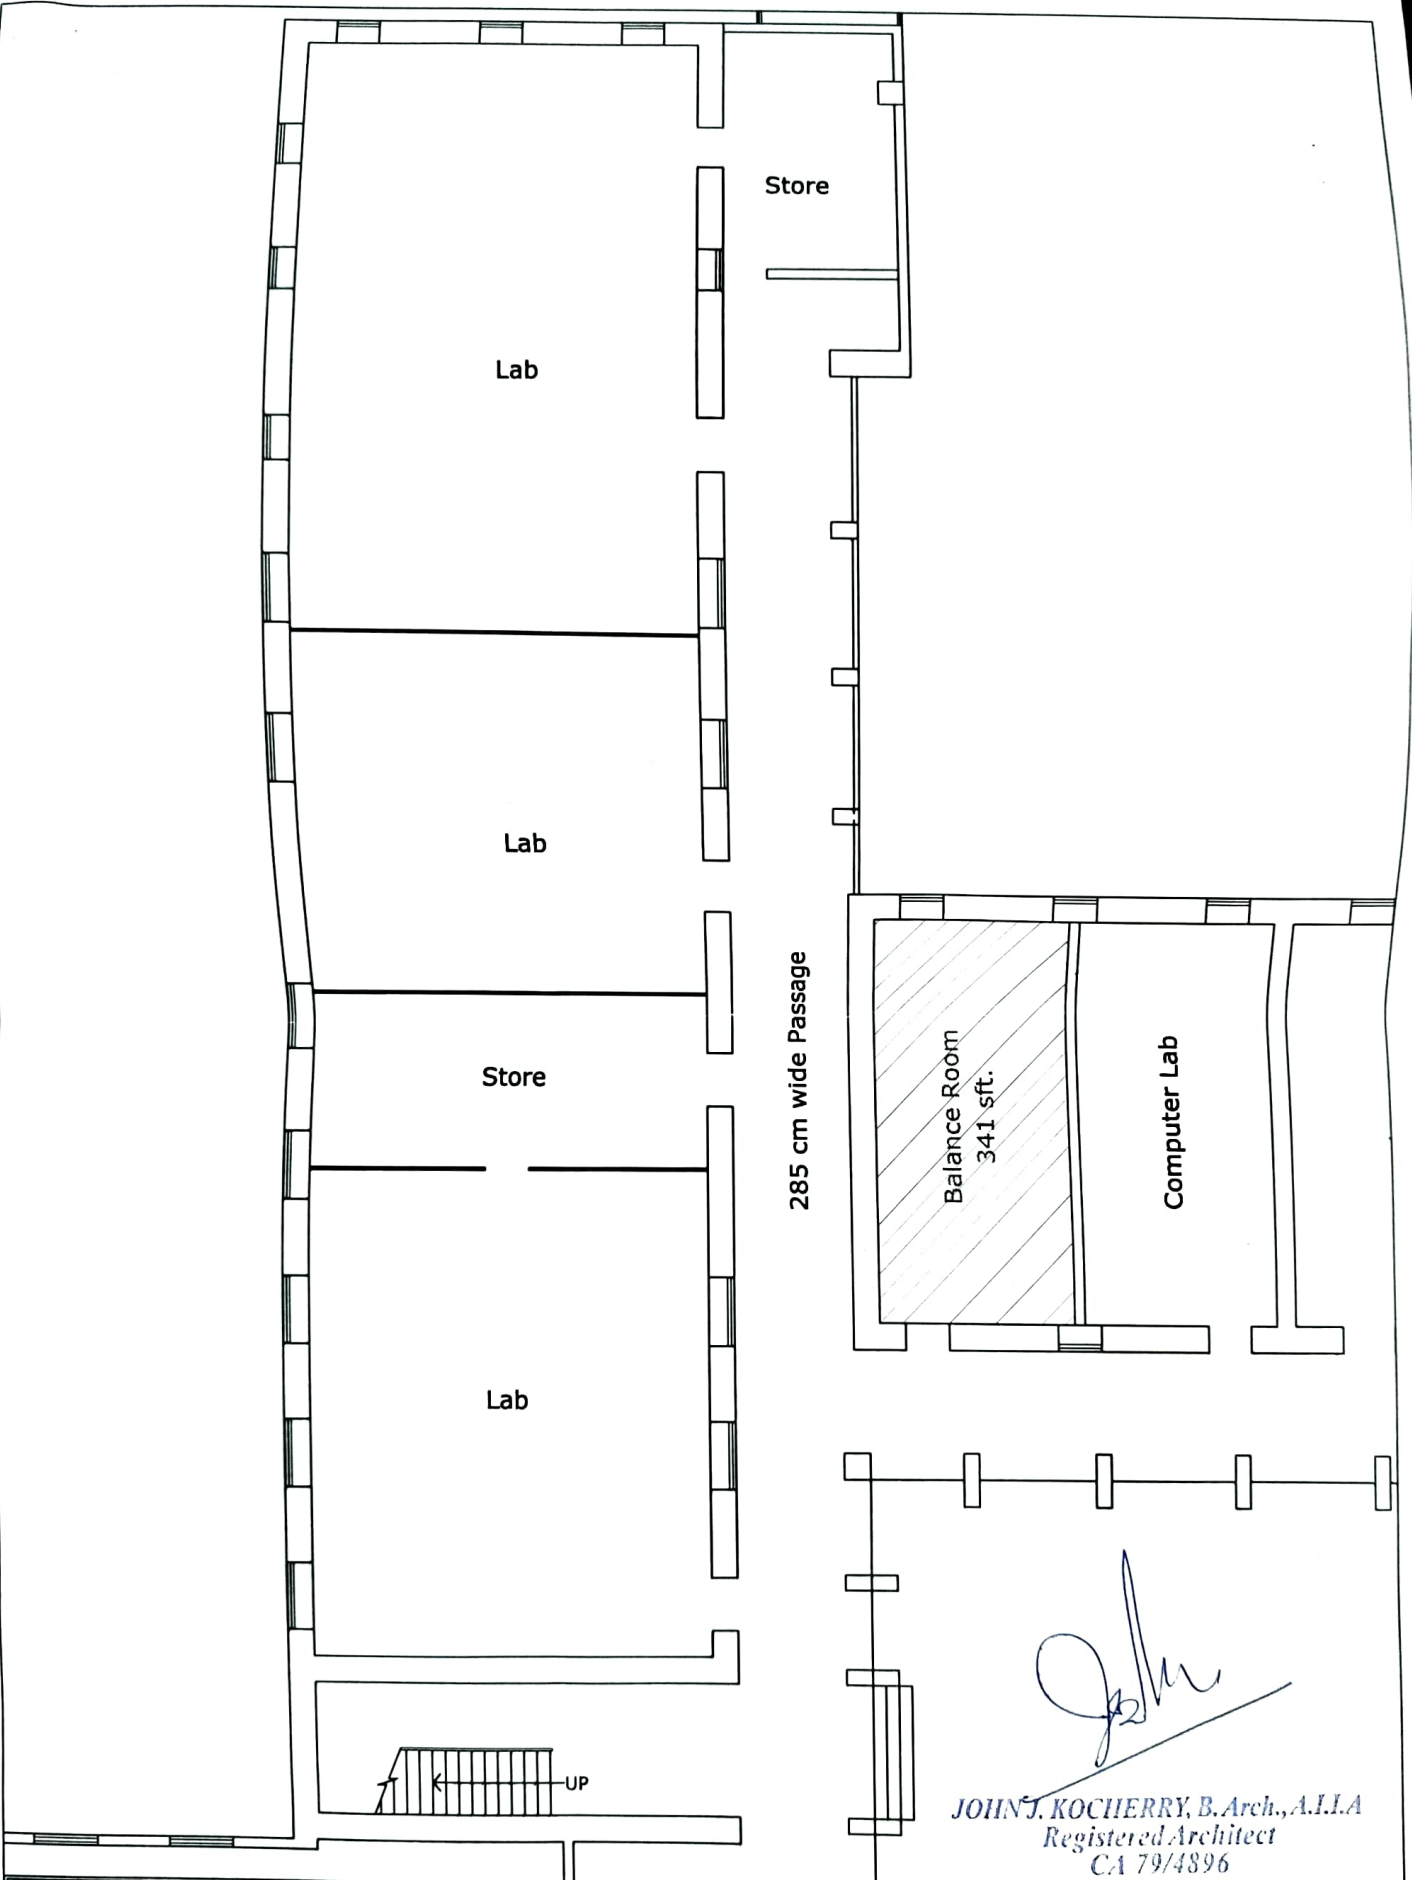 Store
Lab
Lab
285 cm wide Passage
Store
Balance Room
341 sft.
Computer Lab
Lab
UP
JOHN J. KOCHERRY, B.Arch., A.I.I.A
Registered Architect
CA 79/4896